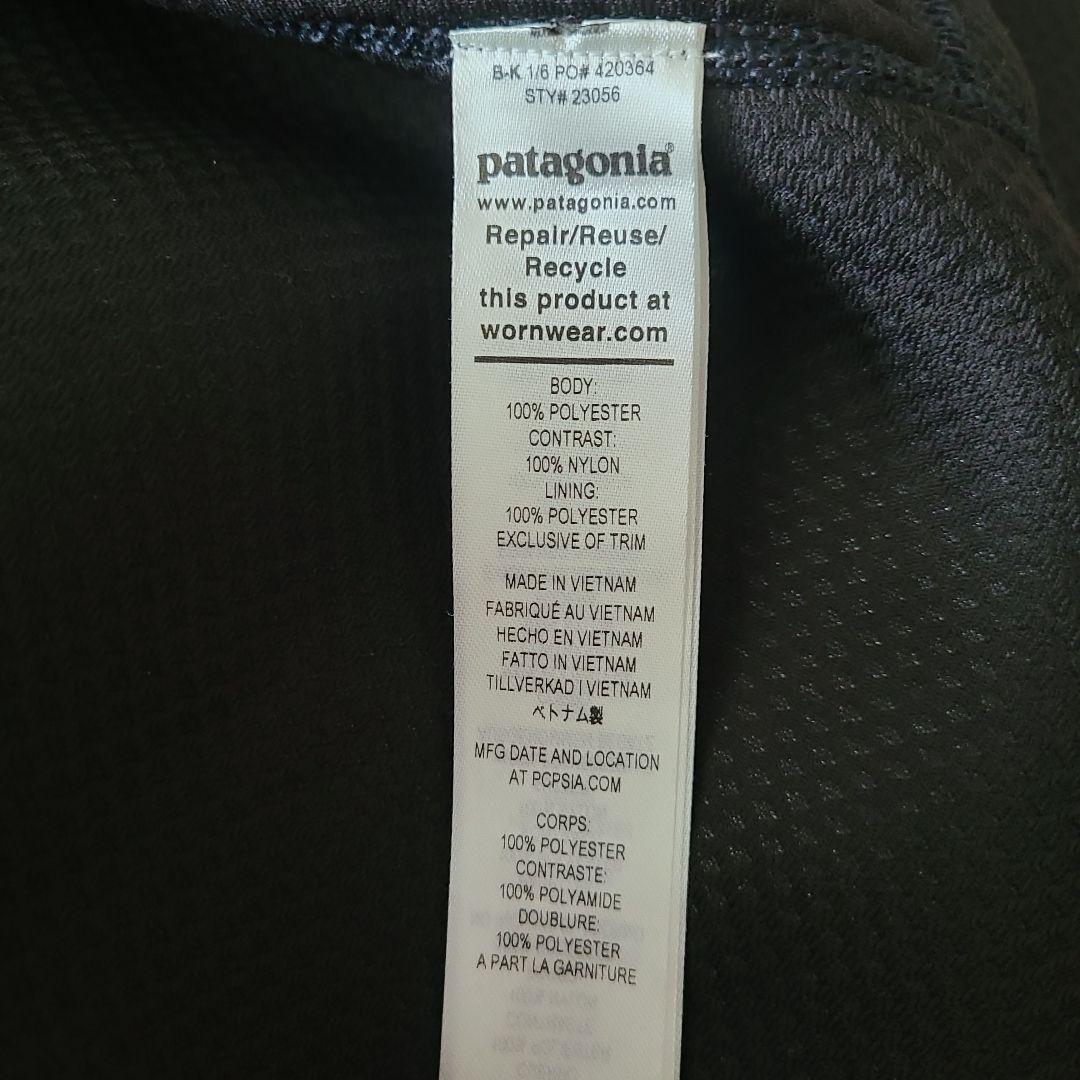 B-K 1/6 PO# 420364
STY# 23056
patagonia®
www.patagonia.com
Repair/Reuse/
Recycle
this product at
wornwear.com
BODY:
100% POLYESTER
CONTRAST:
100% NYLON
LINING:
100% POLYESTER
EXCLUSIVE OF TRIM
MADE IN VIETNAM
FABRIQUÉ AU VIETNAM
HECHO EN VIETNAM
FATTO IN VIETNAM
TILLVERKAD I VIETNAM
ベトナム製
MFG DATE AND LOCATION
AT PCPSIA.COM
CORPS:
100% POLYESTER
CONTRASTE:
100% POLYAMIDE
DOUBLURE:
100% POLYESTER
A PART LA GARNITURE